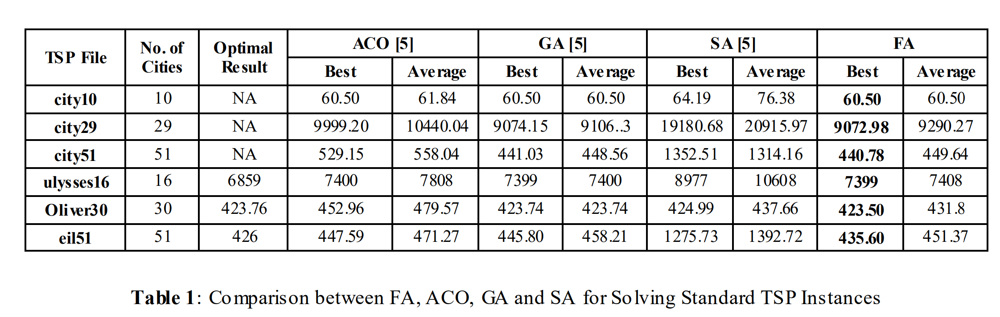 TSP File No. of Cities Optimal Result ACO [5] GA [5] SA [5] FA
Best Average Best Average Best Average Best Average
city10 10 NA 60.50 61.84 60.50 60.50 64.19 76.38 60.50 60.50
city29 29 NA 9999.20 10440.04 9074.15 9106..3 19180.68 20915.97 9072.98 9290.27
city51 51 NA 529.15 558.04 441.03 448.56 1352.51 1314.16 440.78 449.64
ulysses16 16 6859 7400 7808 7399 7400 8977 10608 7399 7408
Oliver30 30 423.76 452.96 479.57 423.74 423.74 424.99 437.66 423.50 431.8
eil51 51 426 447.59 471.27 445.80 458.21 1275.73 1392.72 435.60 451.37
Table 1: Comparison between FA, ACO, GA and SA for Solving Standard TSP Instances